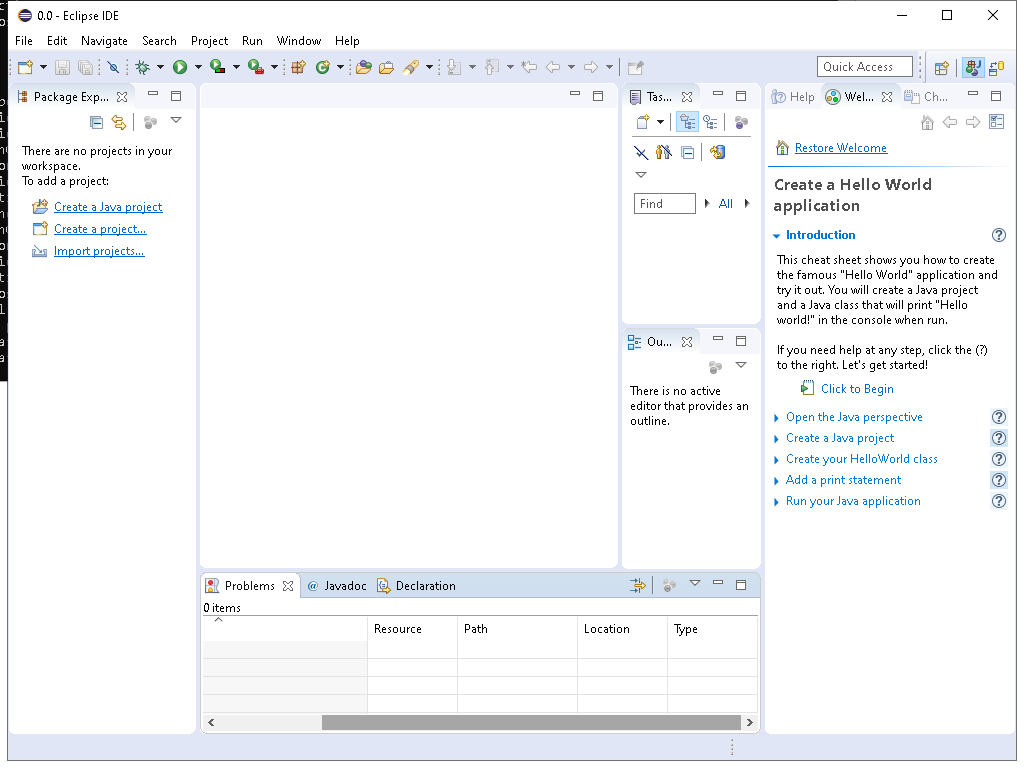 0.0 - Eclipse IDE
File Edit Navigate Search Project Run Window Help
Quick Access
Package Exp...
There are no projects in your
workspace.
To add a project:
Create a Java project
Create a project...
Import projects...
Tas...
Find
All
Ou...
There is no active
editor that provides an
outline.
Help
Wel...
Ch...
Restore Welcome
Create a Hello World
application
Introduction
This cheat sheet shows you how to create
the famous "Hello World" application and
try it out. You will create a Java project
and a Java class that will print "Hello
world!" in the console when run.
If you need help at any step, click the (?)
to the right. Let's get started!
Click to Begin
Open the Java perspective
Create a Java project
Create your HelloWorld class
Add a print statement
Run your Java application
Problems @ Javadoc Declaration
0 items
Resource Path Location Type